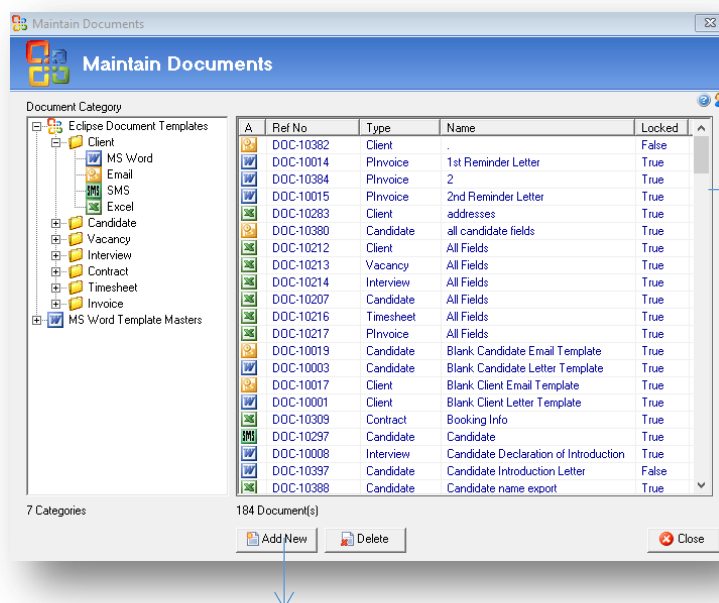 Maintain Documents
Maintain Documents
Document Category
Eclipse Document Templates
Client
MS Word
Email
SMS
SMS
Excel
Candidate
Vacancy
Interview
Contract
Timesheet
Invoice
MS Word Template Masters
A Ref No Type Name Locked
DOC-10382 Client . False
W DOC-10014 PInvoice 1st Reminder Letter True
W DOC-10384 PInvoice 2 True
W DOC-10015 PInvoice 2nd Reminder Letter True
DOC-10283 Client addresses True
DOC-10380 Candidate all candidate fields True
DOC-10212 Client All Fields True
DOC-10213 Vacancy All Fields True
DOC-10214 Interview All Fields True
DOC-10207 Candidate All Fields True
DOC-10216 Timesheet All Fields True
DOC-10217 PInvoice All Fields True
DOC-10019 Candidate Blank Candidate Email Template True
W DOC-10003 Candidate Blank Candidate Letter Template True
DOC-10017 Client Blank Client Email Template True
W DOC-10001 Client Blank Client Letter Template True
DOC-10309 Contract Booking Info True
SMS DOC-10297 Candidate Candidate True
W DOC-10008 Interview Candidate Declaration of Introduction True
W DOC-10397 Candidate Candidate Introduction Letter False
DOC-10388 Candidate Candidate name export True
7 Categories
184 Document(s)
Add New
Delete
Close